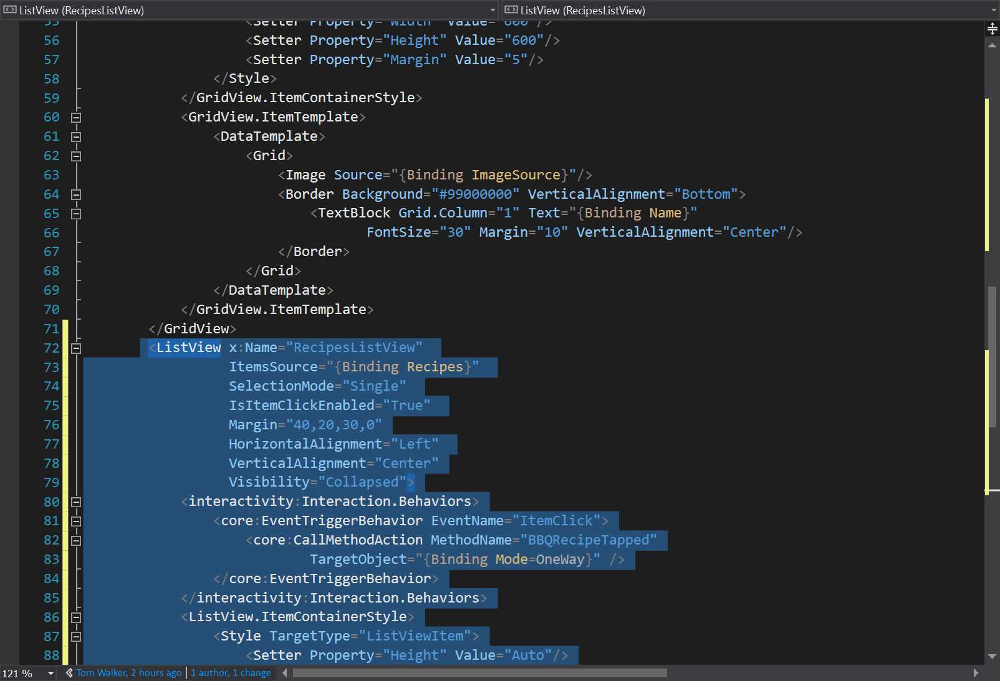 ListView (RecipesListView)
ListView (RecipesListView)
55 <Setter Property="Width" Value="600"/>
56 <Setter Property="Height" Value="600"/>
57 <Setter Property="Margin" Value="5"/>
58 </Style>
59 </GridView.ItemContainerStyle>
60 <GridView.ItemTemplate>
61 <DataTemplate>
62 <Grid>
63 <Image Source="{Binding ImageSource}"/>
64 <Border Background="#99000000" VerticalAlignment="Bottom">
65 <TextBlock Grid.Column="1" Text="{Binding Name}"
66 FontSize="30" Margin="10" VerticalAlignment="Center"/>
67 </Border>
68 </Grid>
69 </DataTemplate>
70 </GridView.ItemTemplate>
71 </GridView>
72 <ListView x:Name="RecipesListView"
73 ItemsSource="{Binding Recipes}"
74 SelectionMode="Single"
75 IsItemClickEnabled="True"
76 Margin="40,20,30,0"
77 HorizontalAlignment="Left"
78 VerticalAlignment="Center"
79 Visibility="Collapsed">
80 <interactivity:Interaction.Behaviors>
81 <core:EventTriggerBehavior EventName="ItemClick">
82 <core:CallMethodAction MethodName="BBQRecipeTapped"
83 TargetObject="{Binding Mode=OneWay}" />
84 </core:EventTriggerBehavior>
85 </interactivity:Interaction.Behaviors>
86 <ListView.ItemContainerStyle>
87 <Style TargetType="ListViewItem">
88 <Setter Property="Height" Value="Auto"/>
121 % Tom Walker, 2 hours ago | 1 author, 1 change